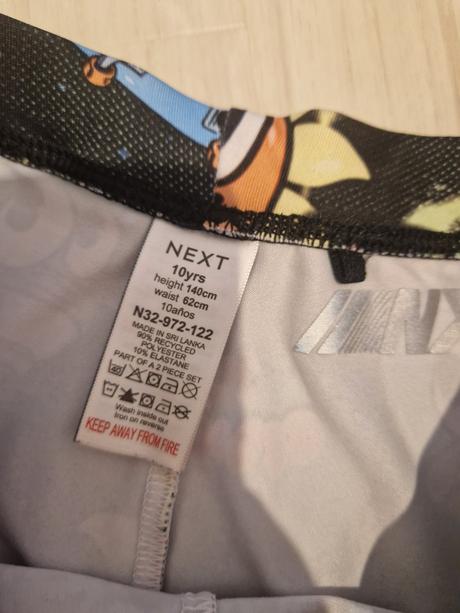 NEXT
10yrs
height 140cm
waist 62cm
10años
N32-972-122
MADE IN SRI LANKA
90% RECYCLED
POLYESTER
10% ELASTANE
PART OF A 2 PIECE SET
Wash inside out
Iron on reverse
KEEP AWAY FROM FIRE